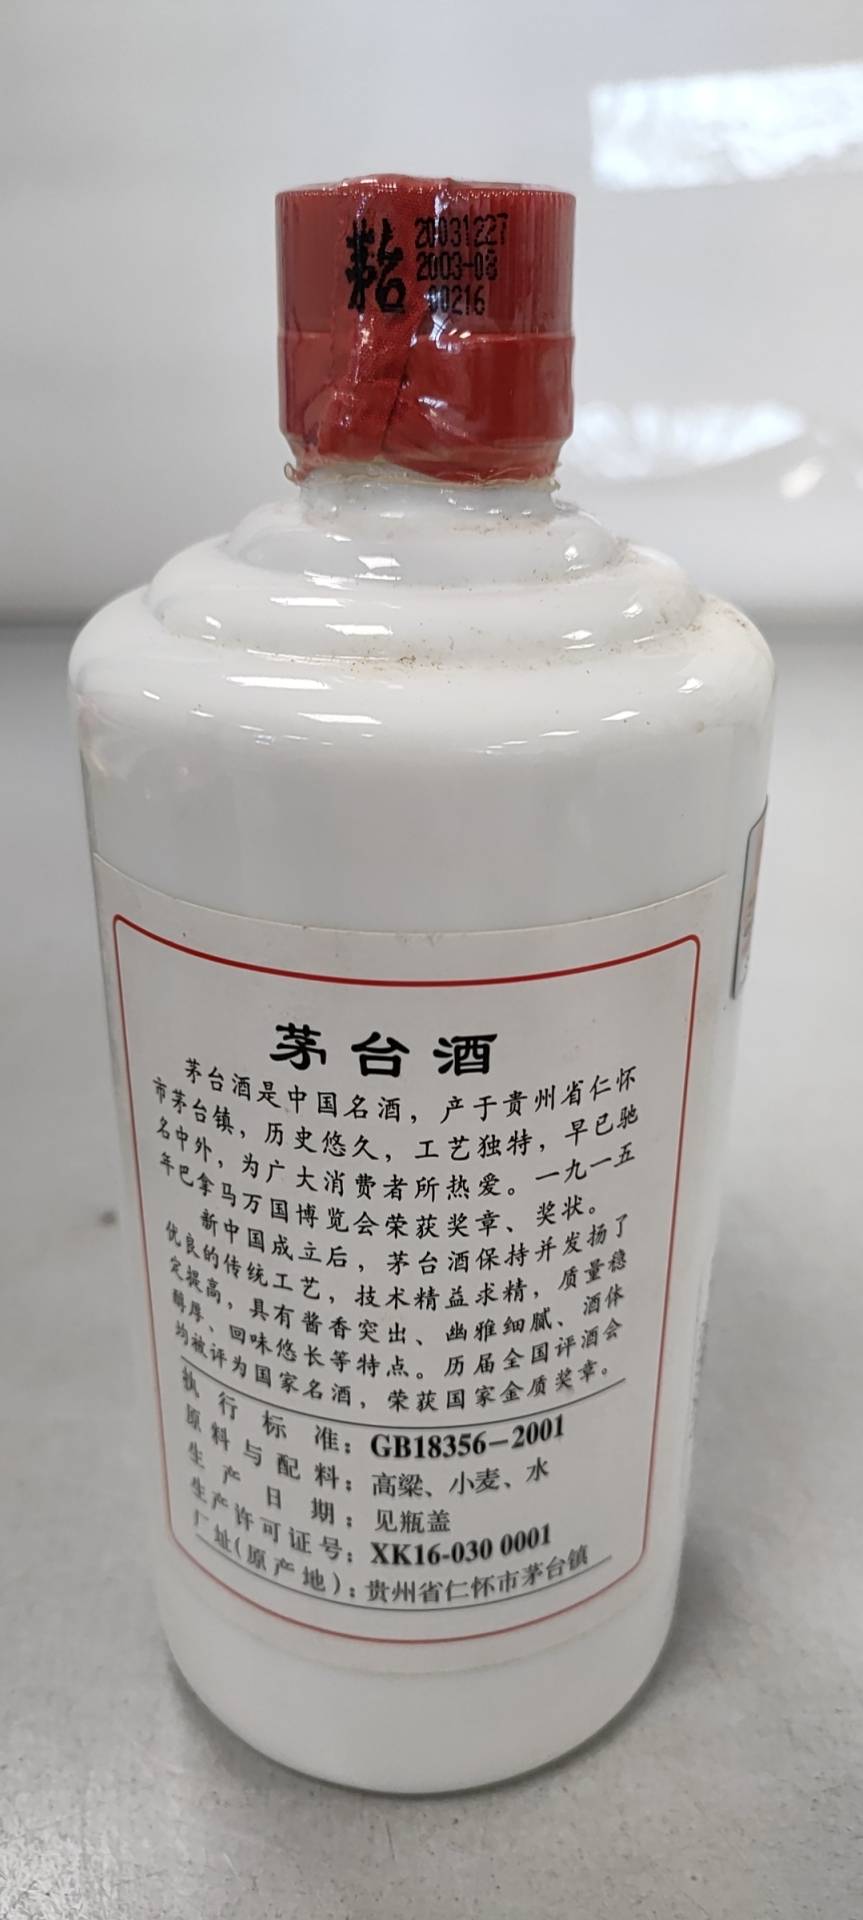 茅台
20031227
2003-08
00216
茅台酒
茅台酒是中国名酒，产于贵州省仁怀
市茅台镇，历史悠久，工艺独特，早已驰
名中外，为广大消费者所热爱。一九一五
年巴拿马万国博览会荣获奖章、奖状。
新中国成立后，茅台酒保持并发扬了
优良的传统工艺，技术精益求精，质量稳
定提高，具有酱香突出、幽雅细腻、酒体
醇厚、回味悠长等特点。历届全国评酒会
均被评为国家名酒，荣获国家金质奖章。
执行标准：GB18356-2001
原料与配料：高粱、小麦、水
生产日期：见瓶盖
生产许可证号：XK16-030 0001
厂址(原产地)：贵州省仁怀市茅台镇